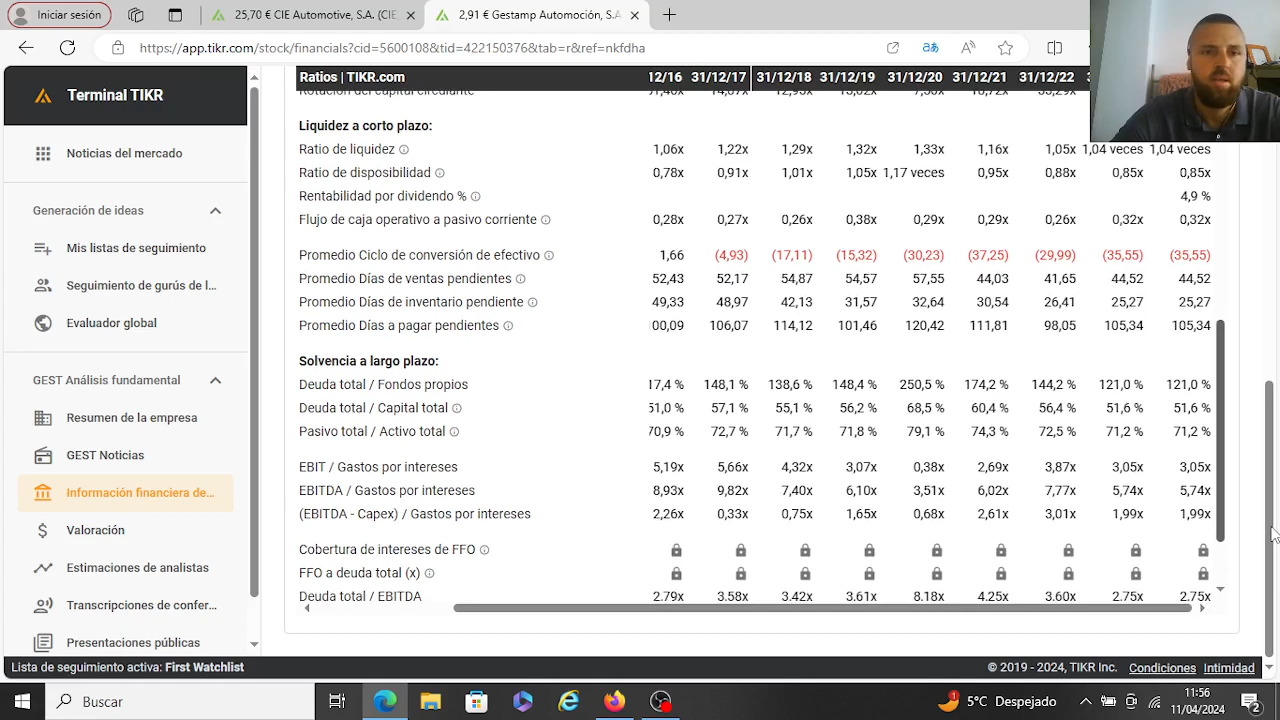 Iniciar sesión
25,70 € CIE Automotive, S.A. (CIE
2,91 € Gestamp Automoción, S.A
https://app.tikr.com/stock/financials?cid=5600108&tid=422150376&tab=r&ref=nkfdha
Terminal TIKR
Noticias del mercado
Generación de ideas
Mis listas de seguimiento
Seguimiento de gurús de l...
Evaluador global
GEST Análisis fundamental
Resumen de la empresa
GEST Noticias
Información financiera de...
Valoración
Estimaciones de analistas
Transcripciones de confer...
Presentaciones públicas
Ratios | TIKR.com 12/16 31/12/17 31/12/18 31/12/19 31/12/20 31/12/21 31/12/22
Rotación del capital circulante
Liquidez a corto plazo:
Ratio de liquidez 1,06x 1,22x 1,29x 1,32x 1,33x 1,16x 1,05x 1,04 veces 1,04 veces
Ratio de disponibilidad 0,78x 0,91x 1,01x 1,05x 1,17 veces 0,95x 0,88x 0,85x 0,85x
Rentabilidad por dividendo % 4,9 %
Flujo de caja operativo a pasivo corriente 0,28x 0,27x 0,26x 0,38x 0,29x 0,29x 0,26x 0,32x 0,32x
Promedio Ciclo de conversión de efectivo 1,66 (4,93) (17,11) (15,32) (30,23) (37,25) (29,99) (35,55) (35,55)
Promedio Días de ventas pendientes 52,43 52,17 54,87 54,57 57,55 44,03 41,65 44,52 44,52
Promedio Días de inventario pendiente 49,33 48,97 42,13 31,57 32,64 30,54 26,41 25,27 25,27
Promedio Días a pagar pendientes 00,09 106,07 114,12 101,46 120,42 111,81 98,05 105,34 105,34
Solvencia a largo plazo:
Deuda total / Fondos propios 17,4 % 148,1 % 138,6 % 148,4 % 250,5 % 174,2 % 144,2 % 121,0 % 121,0 %
Deuda total / Capital total 51,0 % 57,1 % 55,1 % 56,2 % 68,5 % 60,4 % 56,4 % 51,6 % 51,6 %
Pasivo total / Activo total 70,9 % 72,7 % 71,7 % 71,8 % 79,1 % 74,3 % 72,5 % 71,2 % 71,2 %
EBIT / Gastos por intereses 5,19x 5,66x 4,32x 3,07x 0,38x 2,69x 3,87x 3,05x 3,05x
EBITDA / Gastos por intereses 8,93x 9,82x 7,40x 6,10x 3,51x 6,02x 7,77x 5,74x 5,74x
(EBITDA - Capex) / Gastos por intereses 2,26x 0,33x 0,75x 1,65x 0,68x 2,61x 3,01x 1,99x 1,99x
Cobertura de intereses de FFO
FFO a deuda total (x)
Deuda total / EBITDA 2.79x 3.58x 3.42x 3.61x 8.18x 4.25x 3.60x 2.75x 2.75x
Lista de seguimiento activa: First Watchlist
© 2019 - 2024, TIKR Inc. Condiciones Intimidad
Buscar
1
5°C Despejado
11:56
11/04/2024
2